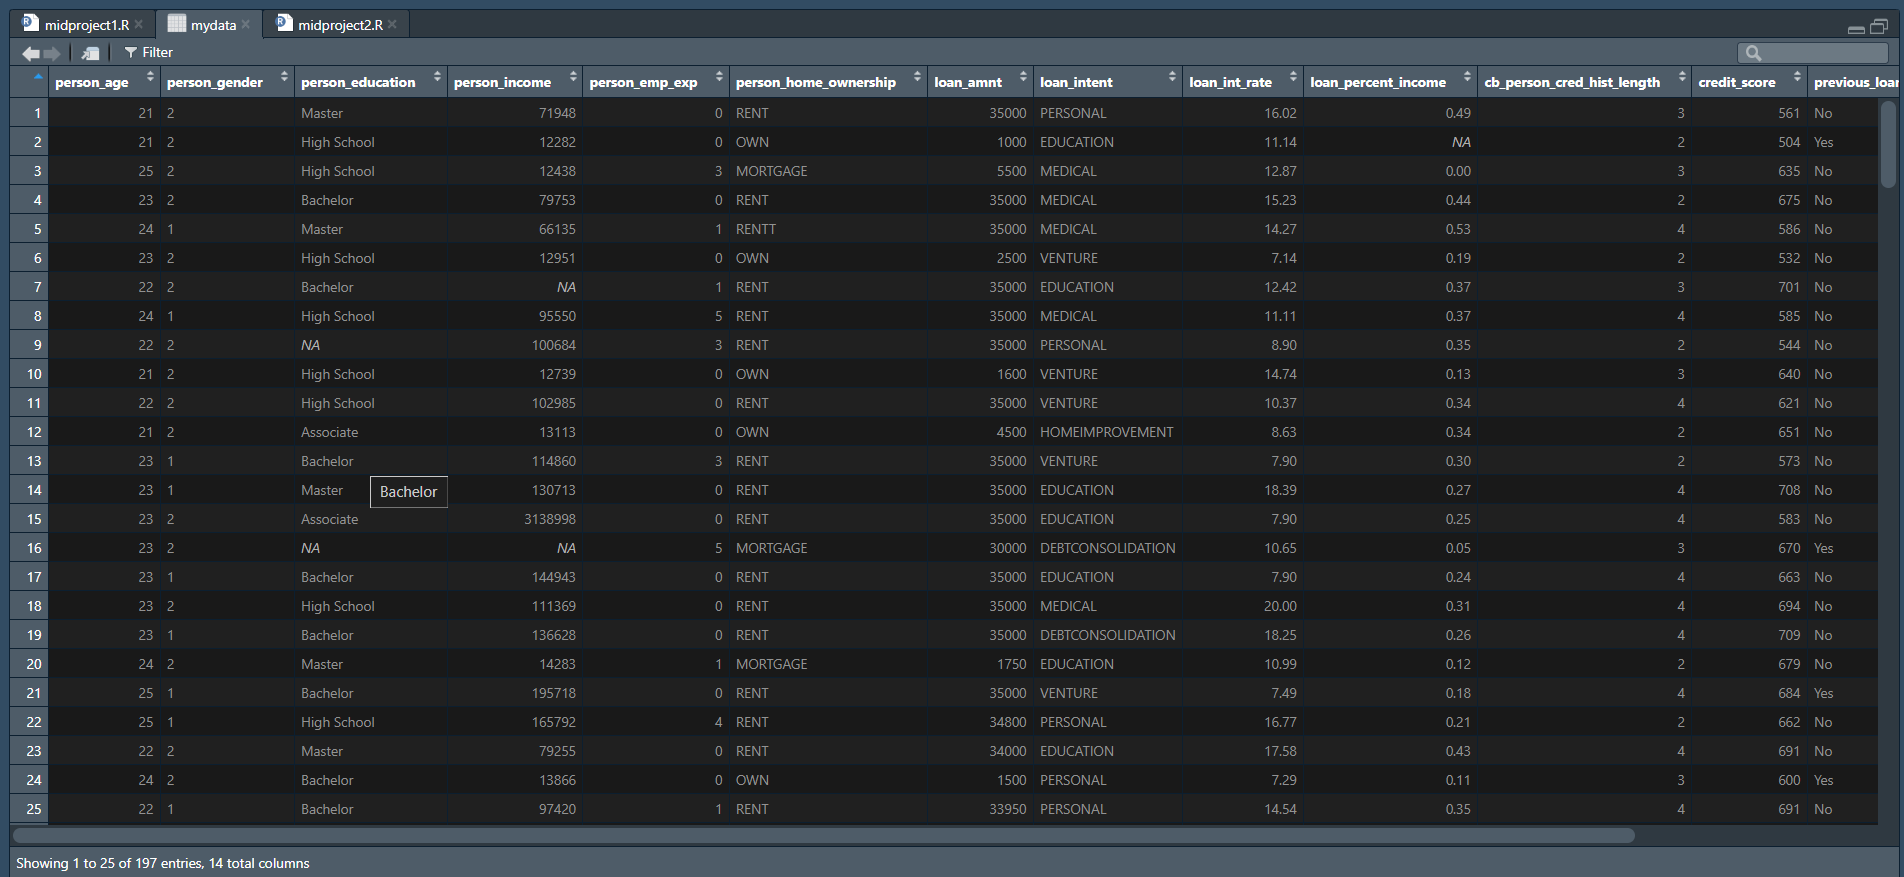 midproject1.R mydata midproject2.R
Filter
person_age person_gender person_education person_income person_emp_exp person_home_ownership loan_amnt loan_intent loan_int_rate loan_percent_income cb_person_cred_hist_length credit_score previous_loan
1 21 2 Master 71948 0 RENT 35000 PERSONAL 16.02 0.49 3 561 No
2 21 2 High School 12282 0 OWN 1000 EDUCATION 11.14 NA 2 504 Yes
3 25 2 High School 12438 3 MORTGAGE 5500 MEDICAL 12.87 0.00 3 635 No
4 23 2 Bachelor 79753 0 RENT 35000 MEDICAL 15.23 0.44 2 675 No
5 24 1 Master 66135 1 RENTT 35000 MEDICAL 14.27 0.53 4 586 No
6 23 2 High School 12951 0 OWN 2500 VENTURE 7.14 0.19 2 532 No
7 22 2 Bachelor NA 1 RENT 35000 EDUCATION 12.42 0.37 3 701 No
8 24 1 High School 95550 5 RENT 35000 MEDICAL 11.11 0.37 4 585 No
9 22 2 NA 100684 3 RENT 35000 PERSONAL 8.90 0.35 2 544 No
10 21 2 High School 12739 0 OWN 1600 VENTURE 14.74 0.13 3 640 No
11 22 2 High School 102985 0 RENT 35000 VENTURE 10.37 0.34 4 621 No
12 21 2 Associate 13113 0 OWN 4500 HOMEIMPROVEMENT 8.63 0.34 2 651 No
13 23 1 Bachelor 114860 3 RENT 35000 VENTURE 7.90 0.30 2 573 No
14 23 1 Master Bachelor 130713 0 RENT 35000 EDUCATION 18.39 0.27 4 708 No
15 23 2 Associate 3138998 0 RENT 35000 EDUCATION 7.90 0.25 4 583 No
16 23 2 NA NA 5 MORTGAGE 30000 DEBTCONSOLIDATION 10.65 0.05 3 670 Yes
17 23 1 Bachelor 144943 0 RENT 35000 EDUCATION 7.90 0.24 4 663 No
18 23 2 High School 111369 0 RENT 35000 MEDICAL 20.00 0.31 4 694 No
19 23 1 Bachelor 136628 0 RENT 35000 DEBTCONSOLIDATION 18.25 0.26 4 709 No
20 24 2 Master 14283 1 MORTGAGE 1750 EDUCATION 10.99 0.12 2 679 No
21 25 1 Bachelor 195718 0 RENT 35000 VENTURE 7.49 0.18 4 684 Yes
22 25 1 High School 165792 4 RENT 34800 PERSONAL 16.77 0.21 2 662 No
23 22 2 Master 79255 0 RENT 34000 EDUCATION 17.58 0.43 4 691 No
24 24 2 Bachelor 13866 0 OWN 1500 PERSONAL 7.29 0.11 3 600 Yes
25 22 1 Bachelor 97420 1 RENT 33950 PERSONAL 14.54 0.35 4 691 No
Showing 1 to 25 of 197 entries, 14 total columns